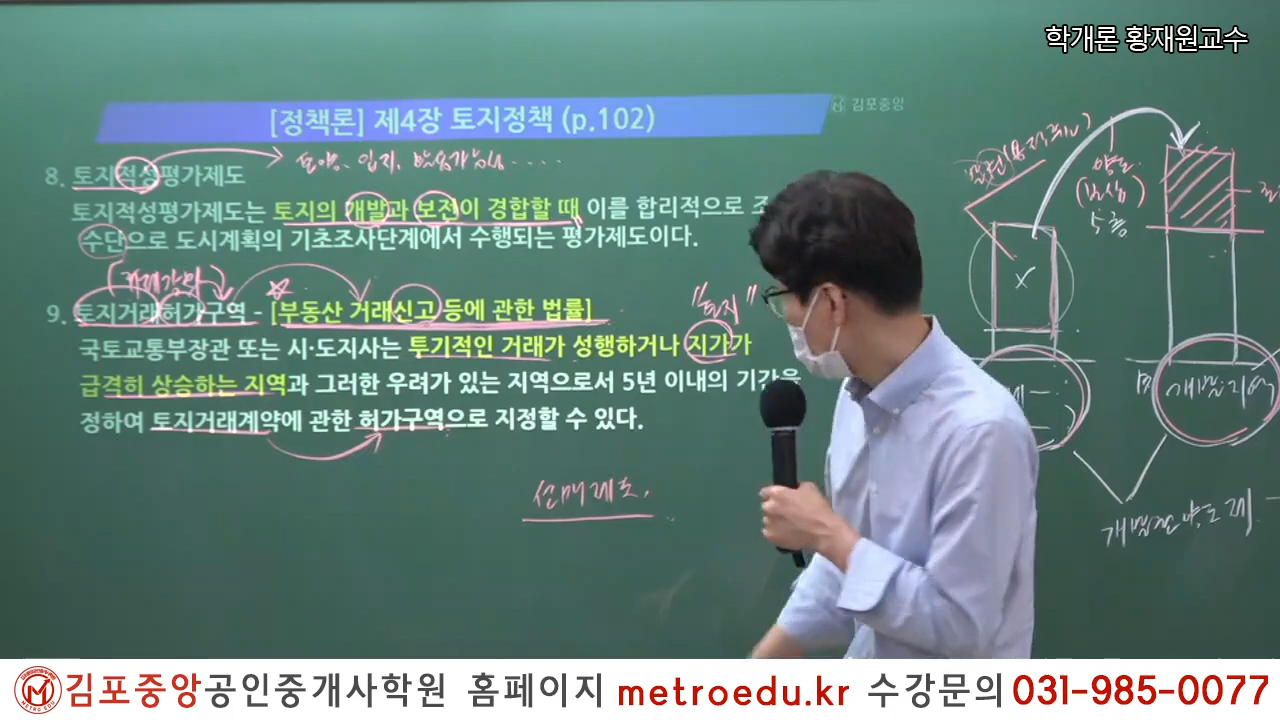 학개론 황재원교수
[정책론] 제4장 토지정책 (p.102)
김포중앙
8. 토지적성평가제도
토지적성평가제도는 토지의 개발과 보전이 경합할 때 이를 합리적으로 조
수단으로 도시계획의 기초조사단계에서 수행되는 평가제도이다.
9. 토지거래허가구역 - [부동산 거래신고 등에 관한 법률]
"토지"
국토교통부장관 또는 시·도지사는 투기적인 거래가 성행하거나 지가가
급격히 상승하는 지역과 그러한 우려가 있는 지역으로서 5년 이내의 기간을
정하여 토지거래계약에 관한 허가구역으로 지정할 수 있다.
선매제도.
양도
5층
개발지역
개발권양도제
김포중앙공인중개사학원 홈페이지 metroedu.kr 수강문의 031-985-0077
METRO EDU